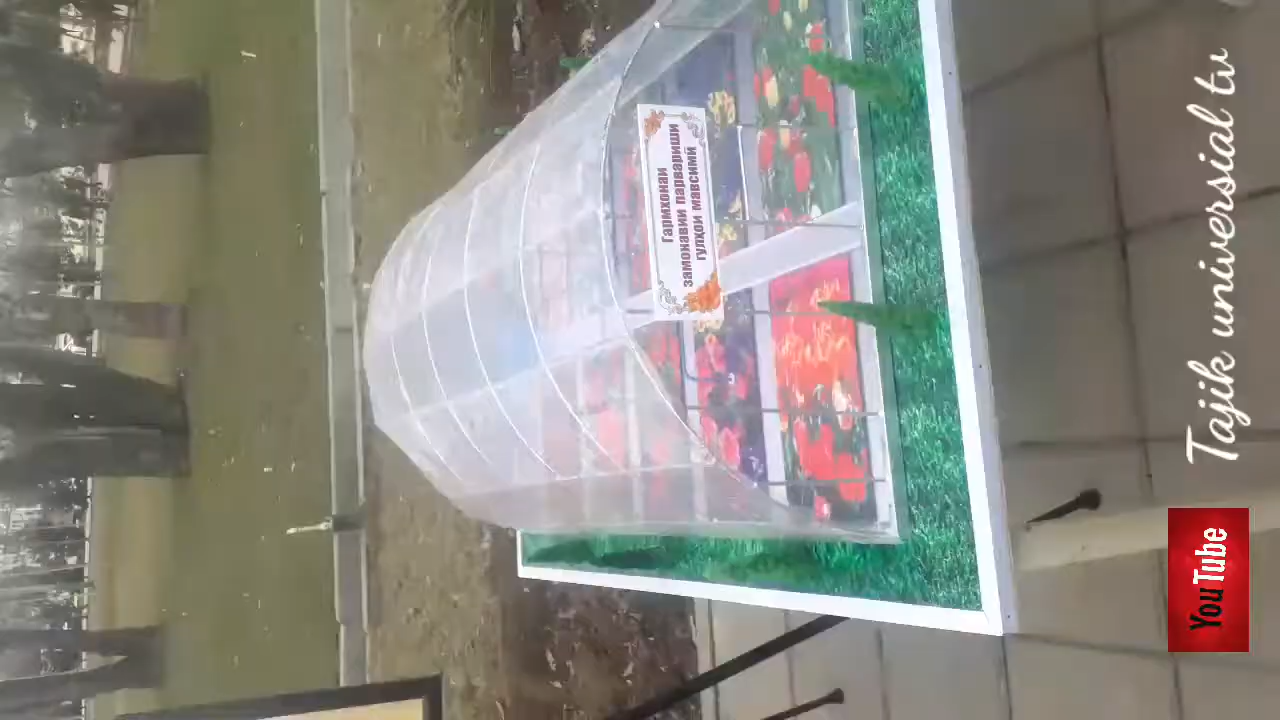 Гармхонаи
замонавии парвариши
гулҳои мавсимӣ
Tajik universial tv
YouTube